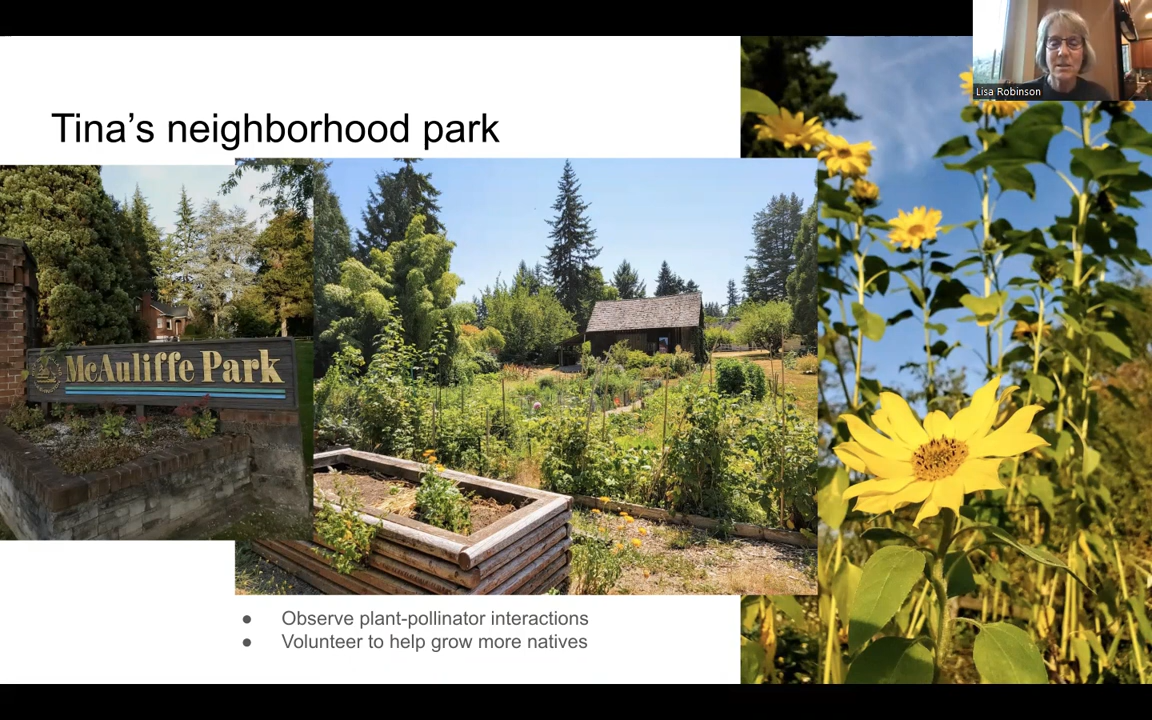 Lisa Robinson
Tina's neighborhood park
McAuliffe Park
● Observe plant-pollinator interactions
● Volunteer to help grow more natives